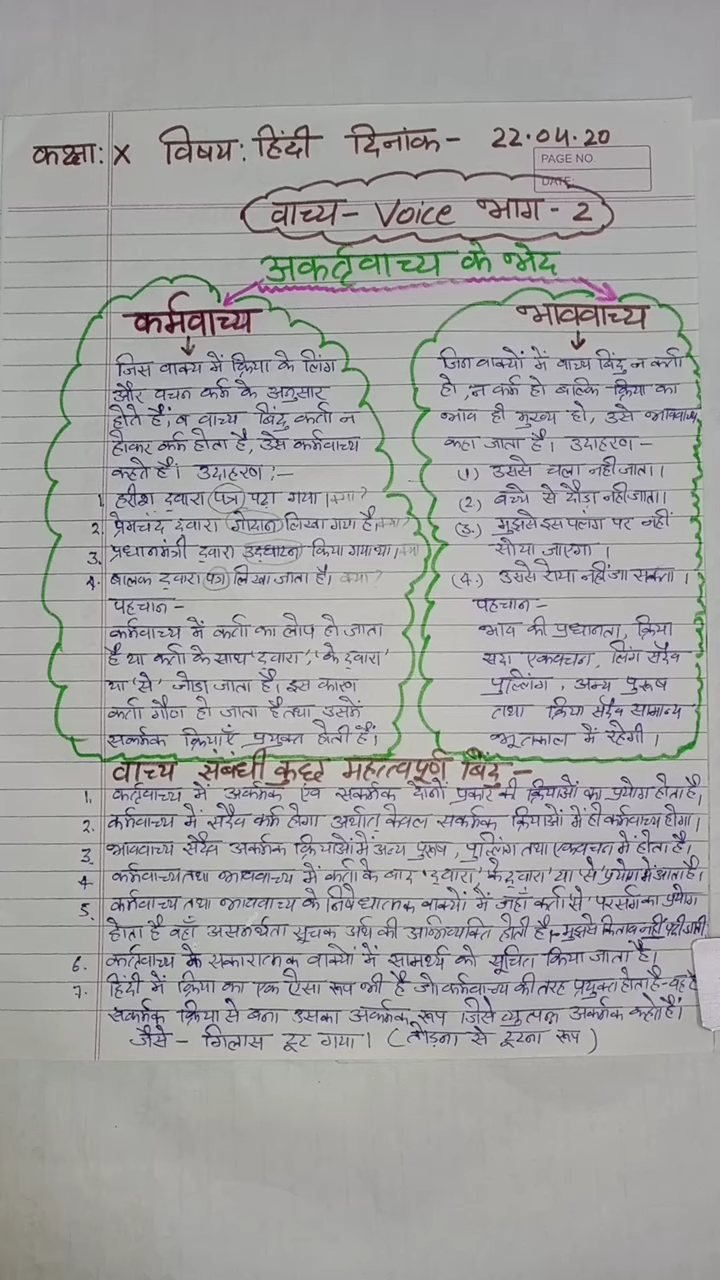 कक्षा: X विषय: हिंदी दिनांक - 22.04.20
PAGE NO.
DATE:
वाच्य - Voice भाग - 2
अकर्तृवाच्य के भेद
कर्मवाच्य
जिस वाक्य में क्रिया के लिंग
और वचन कर्म के अनुसार
होते हैं, व वाच्य बिंदु कर्ता न
होकर कर्म होता है, उसे कर्मवाच्य
कहते हैं। उदाहरण :-
1. हरीश द्वारा पत्र पढ़ा गया। क्या?
2. प्रेमचंद द्वारा गोदान लिखा गया है। क्या?
3. प्रधानमंत्री द्वारा उद्घाटन किया गया था। क्या
4. बालक द्वारा पत्र लिखा जाता है। क्या?
पहचान -
कर्मवाच्य में कर्ता का लोप हो जाता
है या कर्ता के साथ 'द्वारा', 'के द्वारा'
या 'से' जोड़ा जाता है। इस कारण
कर्ता गौण हो जाता है तथा उसमें
सकर्मक क्रियाएँ प्रयुक्त होती हैं।
भाववाच्य
जिन वाक्यों में वाच्य बिंदु न कर्ता
हो, न कर्म हो बल्कि क्रिया का
भाव ही मुख्य हो, उसे भाववाच्य
कहा जाता है। उदाहरण -
(1) उससे चला नहीं जाता।
(2.) बच्चे से दौड़ा नहीं जाता।
(3.) मुझसे इस पलंग पर नहीं
सोया जाएगा।
(4.) उससे रोया नहीं जा सकता।
पहचान -
भाव की प्रधानता, क्रिया
सदा एकवचन, लिंग सदैव
पुल्लिंग, अन्य पुरुष
तथा क्रिया सदैव सामान्य
भूतकाल में रहेगी।
वाच्य संबंधी कुछ महत्वपूर्ण बिंदु -
1. कर्तृवाच्य में अकर्मक एवं सकर्मक दोनों प्रकार की क्रियाओं का प्रयोग होता है।
2. कर्मवाच्य में सदैव कर्म होगा अर्थात् केवल सकर्मक क्रियाओं में ही कर्मवाच्य होगा।
3. भाववाच्य सदैव अकर्मक क्रियाओं में अन्य पुरुष, पुल्लिंग तथा एकवचन में होता है।
4. कर्मवाच्य तथा भाववाच्य में कर्ता के बाद 'द्वारा', 'के द्वारा' या 'से' प्रयोग में आता है।
5. कर्मवाच्य तथा भाववाच्य के निषेधात्मक वाक्यों में जहाँ कर्ता 'से' परसर्ग का प्रयोग
होता है वहाँ असमर्थता सूचक अर्थ की अभिव्यक्ति होती है - मुझसे किताब नहीं पढ़ी जाती
6. कर्तृवाच्य के सकारात्मक वाक्यों में सामर्थ्य को सूचित किया जाता है।
7. हिंदी में क्रिया का एक ऐसा रूप भी है जो कर्मवाच्य की तरह प्रयुक्त होता है - वह है
सकर्मक क्रिया से बना उसका अकर्मक रूप जिसे व्युत्पन्न अकर्मक कहते हैं।
जैसे - गिलास टूट गया। (तोड़ना से टूटना रूप)